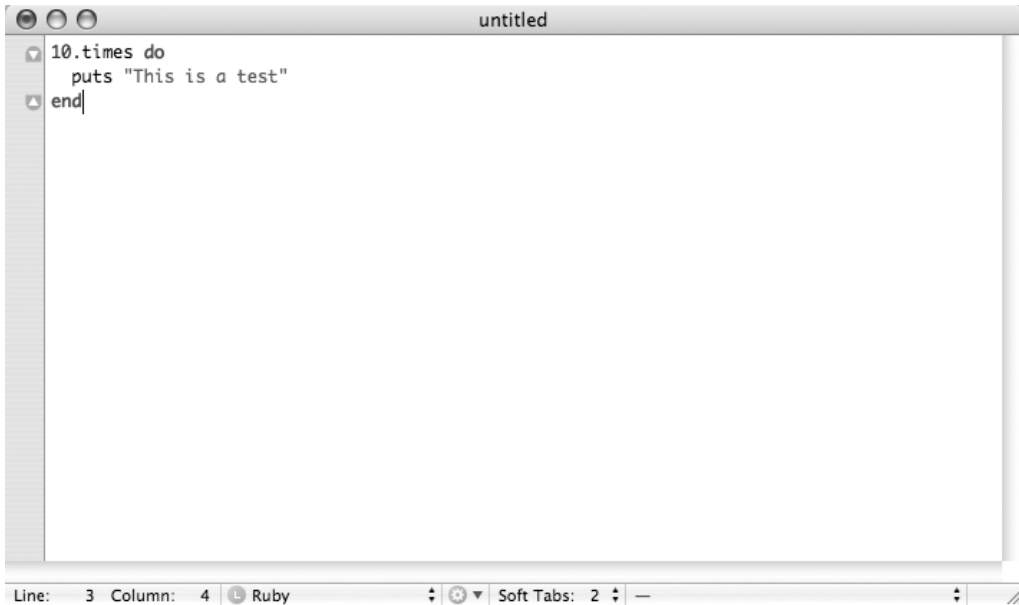 untitled
10.times do
  puts "This is a test"
end
Line: 3 Column: 4 L Ruby Soft Tabs: 2 —